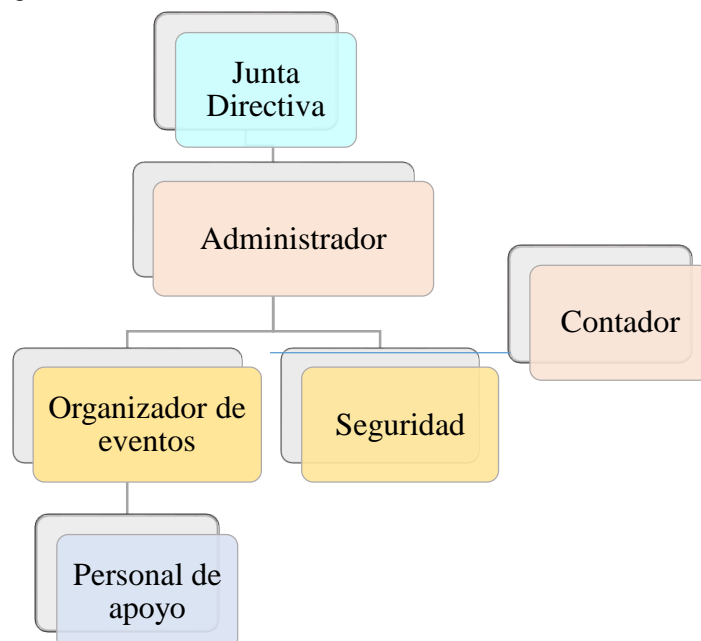 Junta
Directiva
Administrador
Contador
Organizador de
eventos
Seguridad
Personal de
apoyo